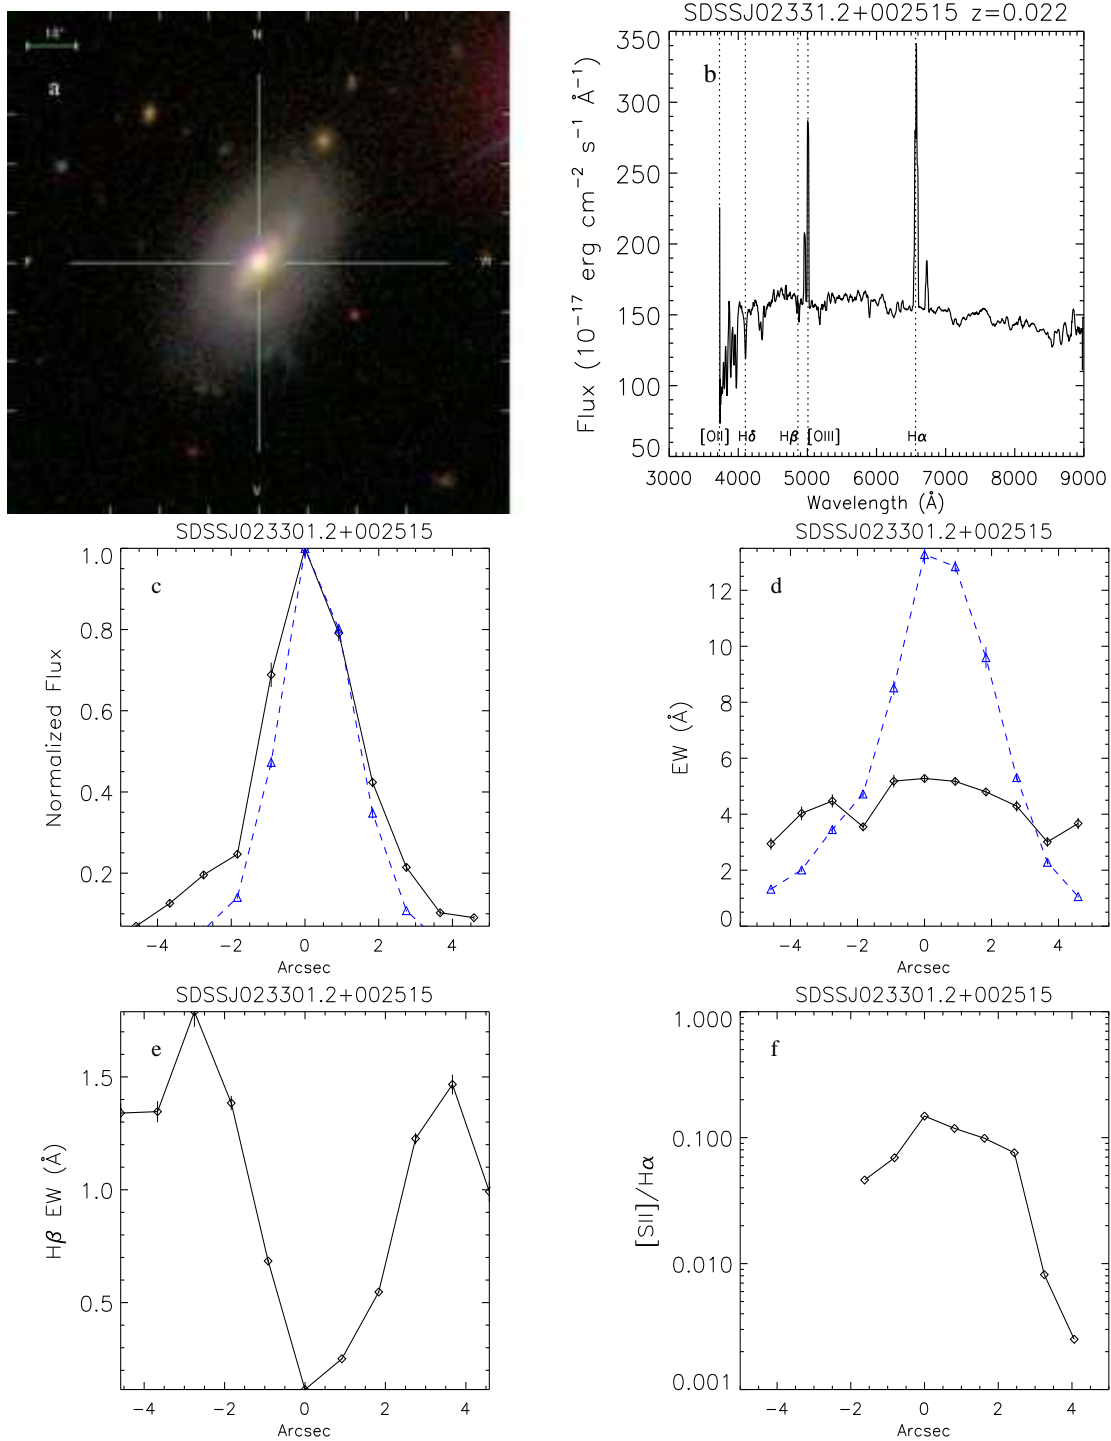 SDSSJ02331.2+002515 z=0.022
a
N
b
350
300
250
200
150
100
50
Flux (10⁻¹⁷ erg cm⁻² s⁻¹ Å⁻¹)
[OII] Hδ Hβ [OIII] Hα
3000 4000 5000 6000 7000 8000 9000
Wavelength (Å)
SDSSJ023301.2+002515
c
1.0
0.8
0.6
0.4
0.2
Normalized Flux
−4 −2 0 2 4
Arcsec
SDSSJ023301.2+002515
d
12
10
8
6
4
2
0
EW (Å)
−4 −2 0 2 4
Arcsec
SDSSJ023301.2+002515
e
1.5
1.0
0.5
Hβ EW (Å)
−4 −2 0 2 4
Arcsec
SDSSJ023301.2+002515
f
1.000
0.100
0.010
0.001
[SII]/Hα
−4 −2 0 2 4
Arcsec